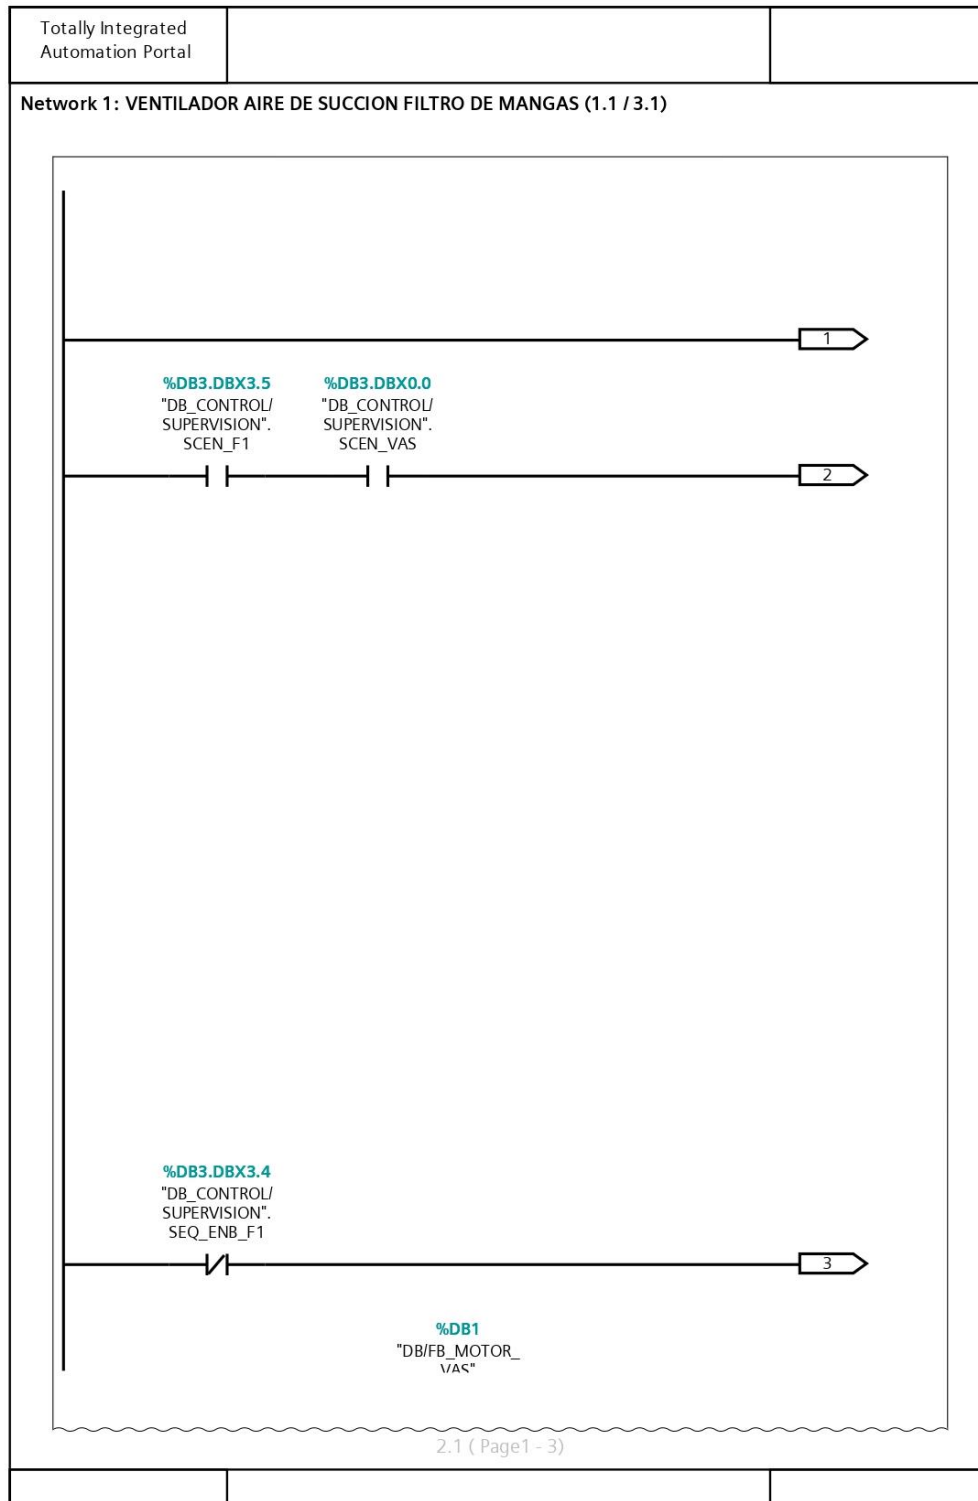 Totally Integrated
Automation Portal
Network 1: VENTILADOR AIRE DE SUCCION FILTRO DE MANGAS (1.1 / 3.1)
1
%DB3.DBX3.5 %DB3.DBX0.0
"DB_CONTROL/ "DB_CONTROL/
SUPERVISION". SUPERVISION".
SCEN_F1 SCEN_VAS
2
%DB3.DBX3.4
"DB_CONTROL/
SUPERVISION".
SEQ_ENB_F1
3
%DB1
"DB/FB_MOTOR_
VAS"
2.1 ( Page1 - 3)